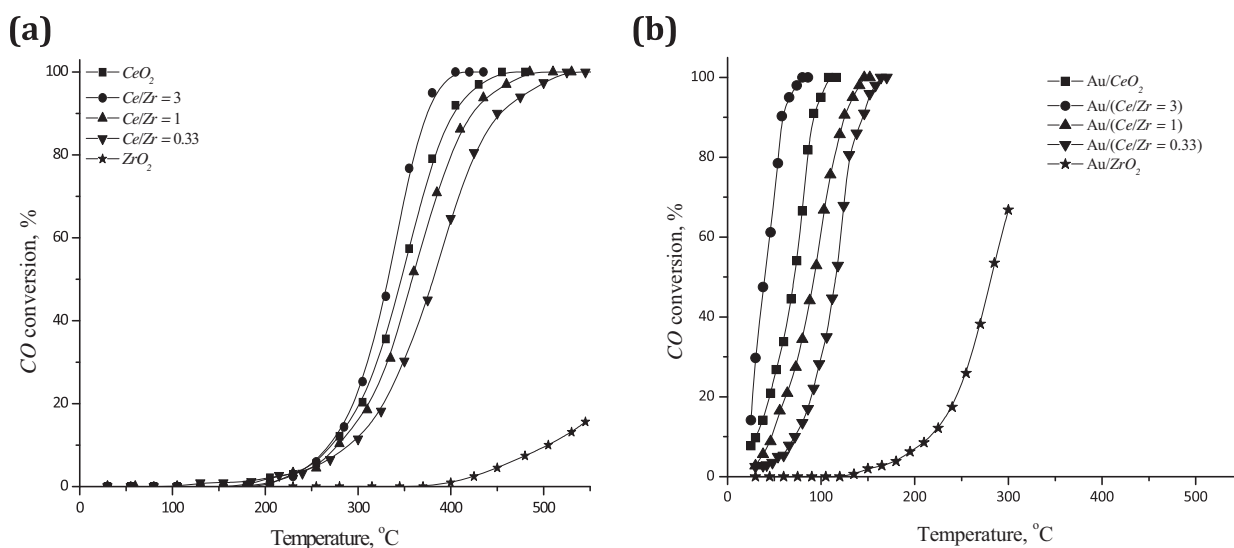 (a)
CeO₂
Ce/Zr = 3
Ce/Zr = 1
Ce/Zr = 0.33
ZrO₂
CO conversion, %
100
80
60
40
20
0
0 100 200 300 400 500
Temperature, °C
(b)
Au/CeO₂
Au/(Ce/Zr = 3)
Au/(Ce/Zr = 1)
Au/(Ce/Zr = 0.33)
Au/ZrO₂
CO conversion, %
100
80
60
40
20
0
0 100 200 300 400 500
Temperature, °C